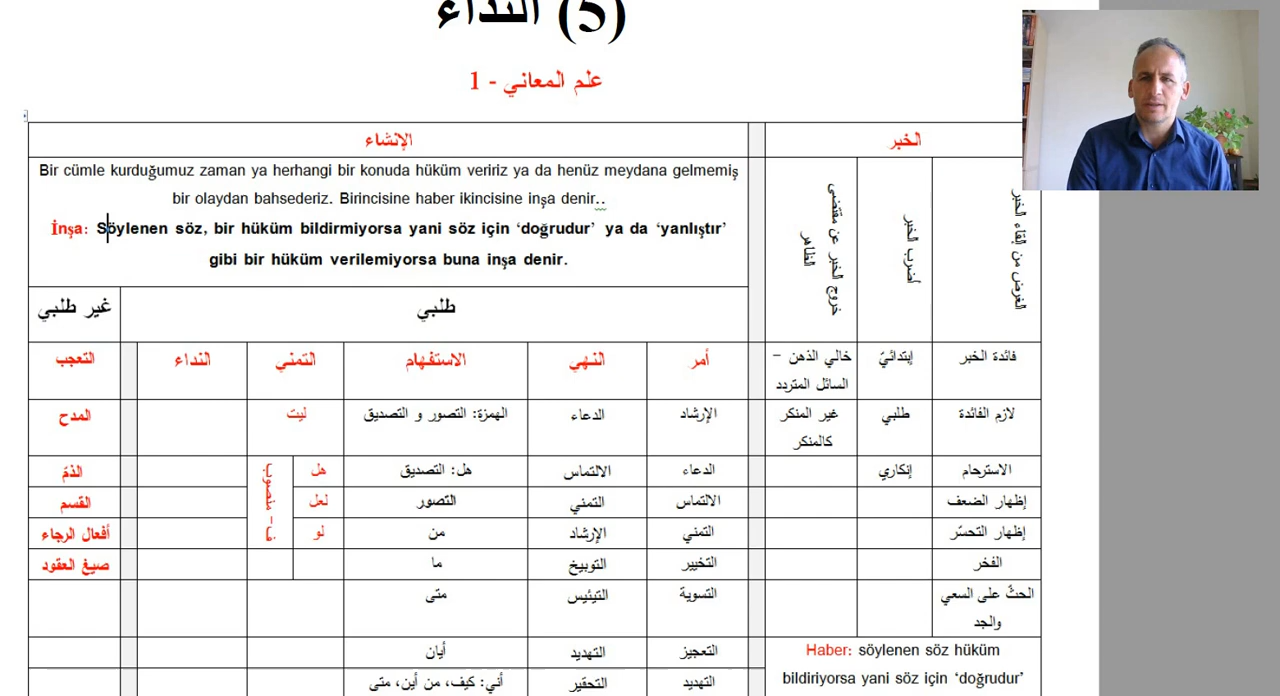 (5) النداء
علم المعاني - 1
الخبر
الإنشاء
Bir cümle kurduğumuz zaman ya herhangi bir konuda hüküm veririz ya da henüz meydana gelmemiş
bir olaydan bahsederiz. Birincisine haber ikincisine inşa denir..
İnşa: Söylenen söz, bir hüküm bildirmiyorsa yani söz için ‘doğrudur’ ya da ‘yanlıştır’
gibi bir hüküm verilemiyorsa buna inşa denir.
الغرض من إلقاء الخبر
أضرب الخبر
خروج الخبر عن مقتضى
الظاهر
طلبي
غير طلبي
فائدة الخبر
إبتدائيّ
خالي الذهن –
السائل المتردد
أمر
النهي
الاستفهام
التمني
النداء
التعجب
لازم الفائدة
طلبي
غير المنكر
كالمنكر
الإرشاد
الدعاء
الهمزة: التصور و التصديق
ليت
المدح
الاسترحام
إنكاري
الدعاء
الالتماس
هل: التصديق
هل
ف – منصوب
الذمّ
إظهار الضعف
الالتماس
التمني
التصور
لعل
القسم
إظهار التحسّر
التمني
الإرشاد
من
لو
أفعال الرجاء
الفخر
التخيير
التوبيخ
ما
صيغ العقود
الحثّ على السعي
والجد
التسوية
التيئيس
متى
التعجيز
التهديد
أيان
Haber: söylenen söz hüküm
bildiriyorsa yani söz için ‘doğrudur’
التهديد
التحقير
أني: كيف، من أين، متى